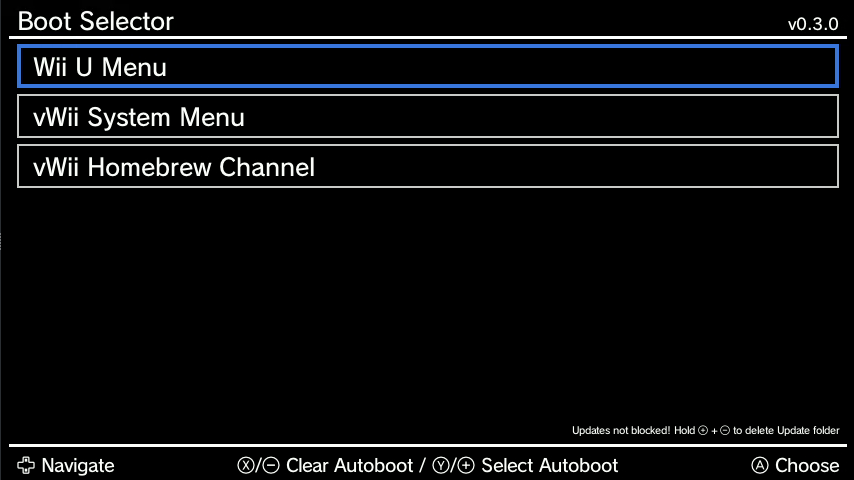 Boot Selector
v0.3.0
Wii U Menu
vWii System Menu
vWii Homebrew Channel
Updates not blocked! Hold ⊕ + ⊖ to delete Update folder
Navigate
Ⓧ/⊖ Clear Autoboot / Ⓨ/⊕ Select Autoboot
Ⓐ Choose